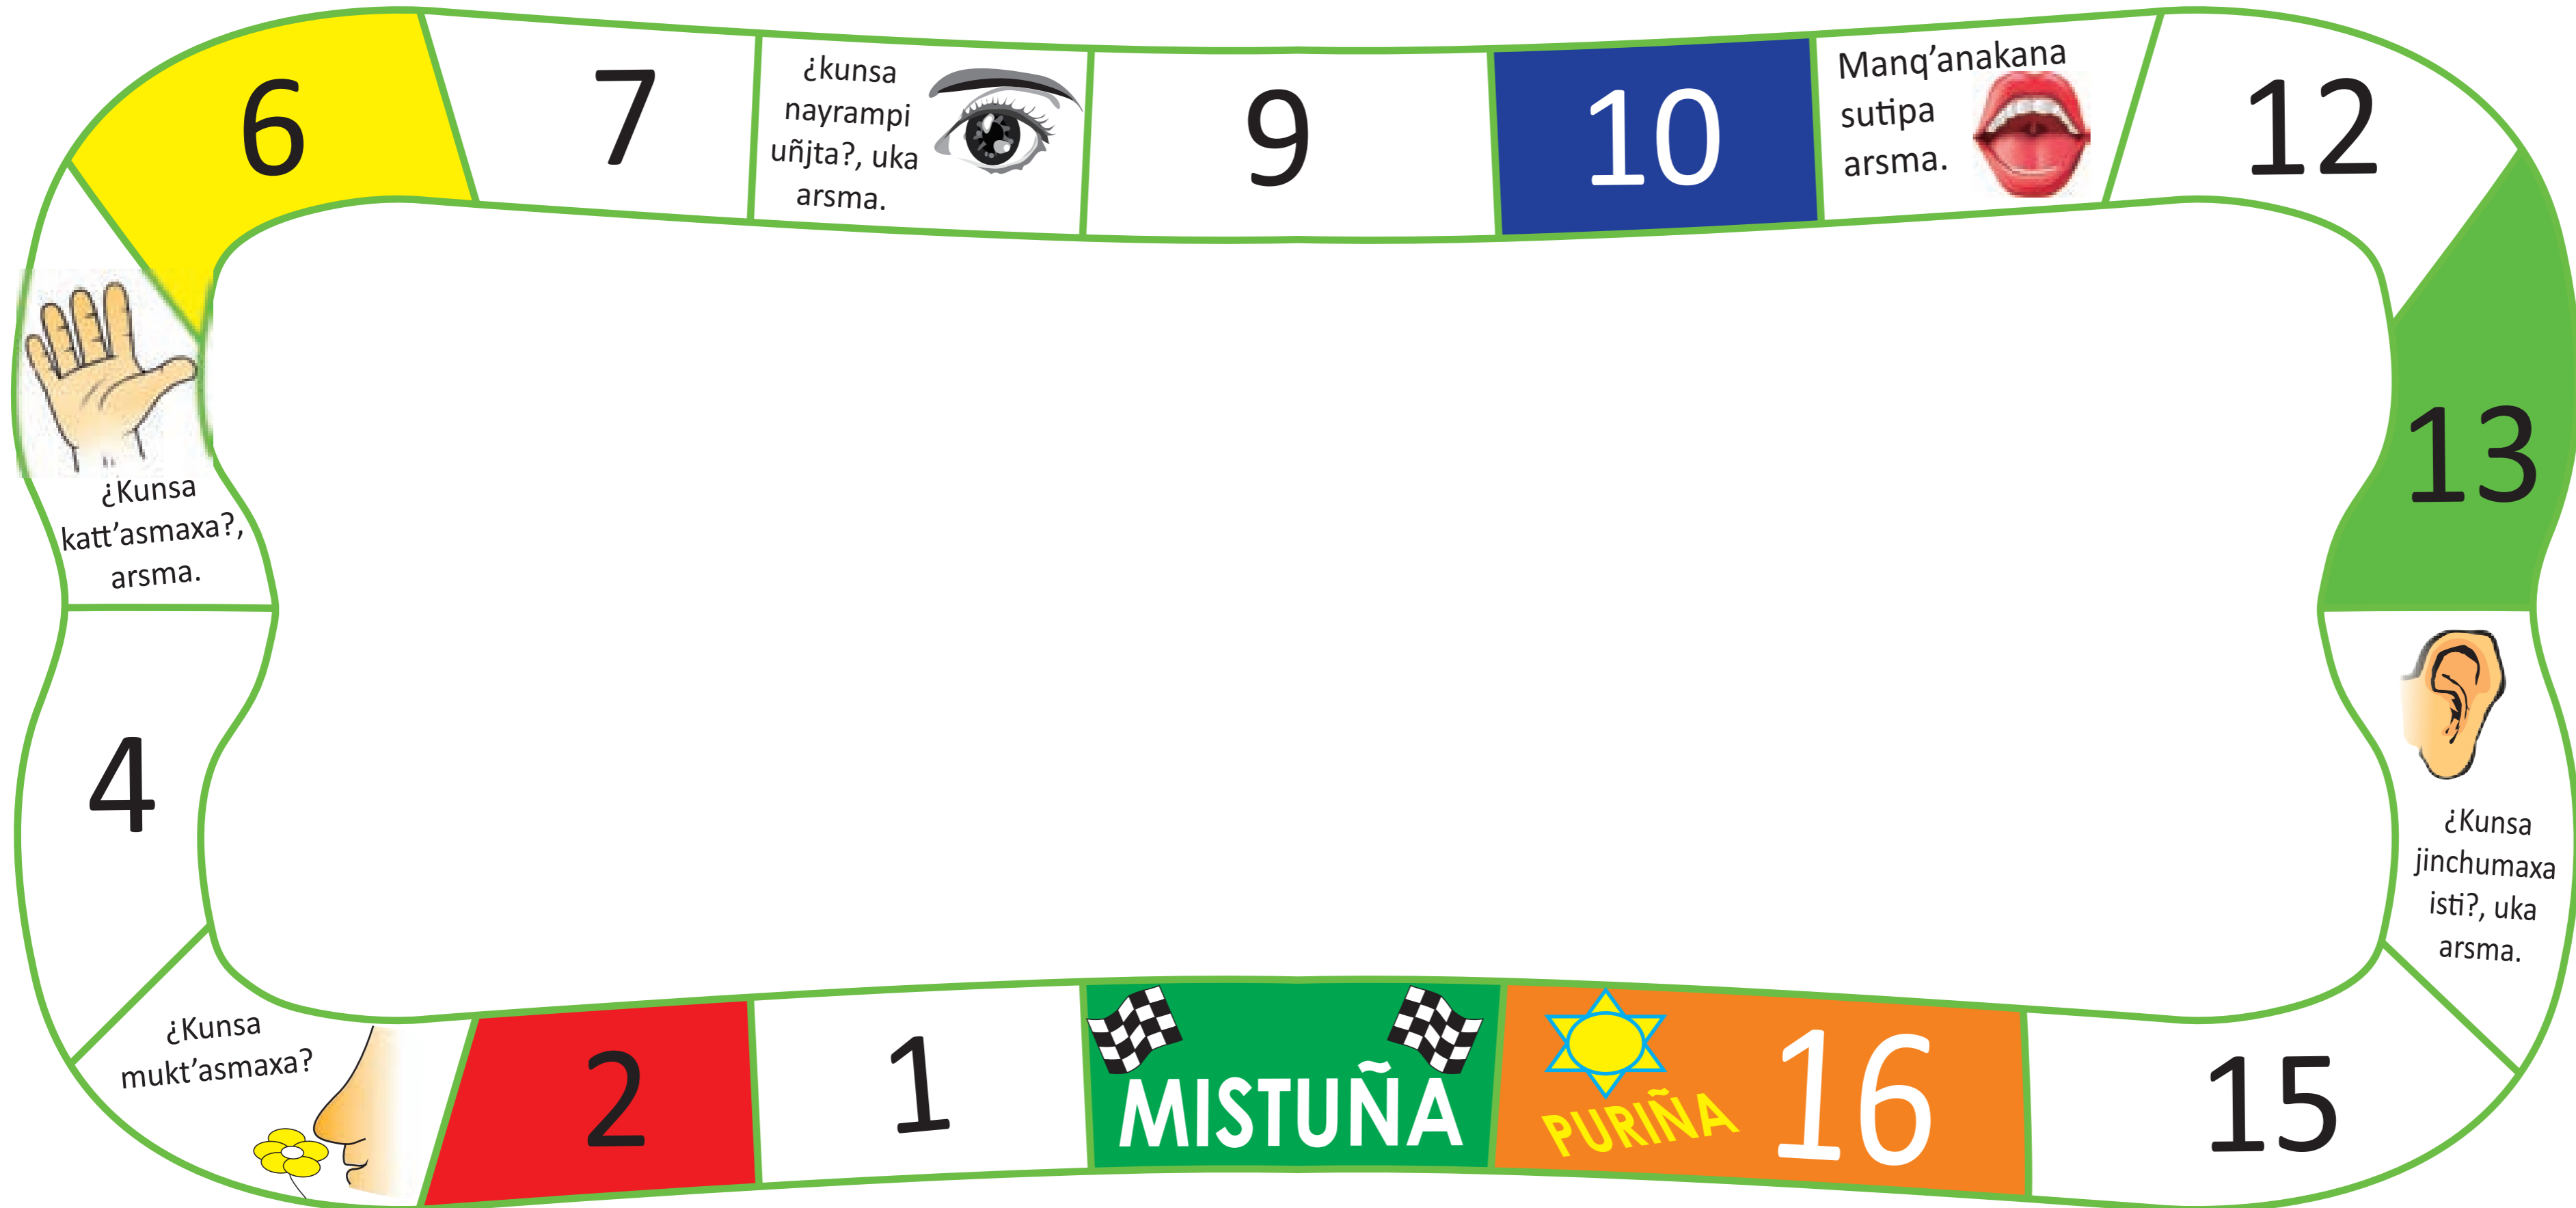 6
7
¿kunsa
nayrampi
uñjta?, uka
arsma.
9
10
Manq'anakana
sutipa
arsma.
12
13
¿Kunsa
katt'asmaxa?,
arsma.
4
¿Kunsa
jinchumaxa
isti?, uka
arsma.
¿Kunsa
mukt'asmaxa?
2
1
MISTUÑA
PURIÑA
16
15